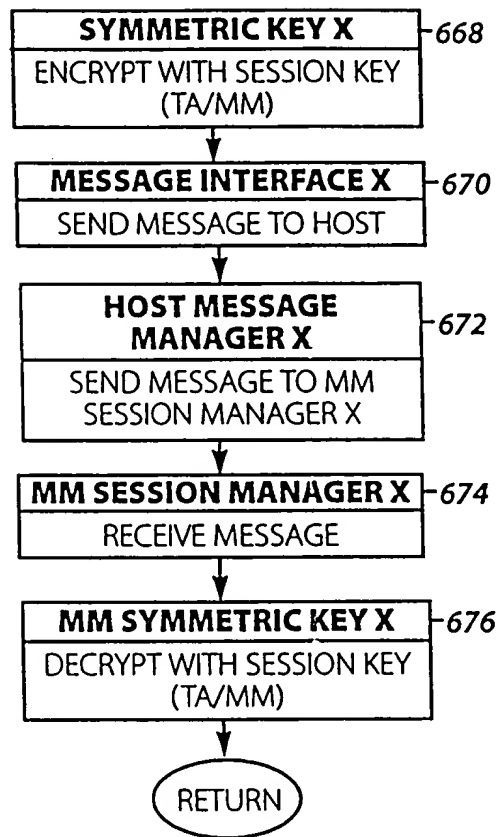 SYMMETRIC KEY X
668
ENCRYPT WITH SESSION KEY
(TA/MM)
MESSAGE INTERFACE X
670
SEND MESSAGE TO HOST
HOST MESSAGE
MANAGER X
672
SEND MESSAGE TO MM
SESSION MANAGER X
MM SESSION MANAGER X
674
RECEIVE MESSAGE
MM SYMMETRIC KEY X
676
DECRYPT WITH SESSION KEY
(TA/MM)
RETURN